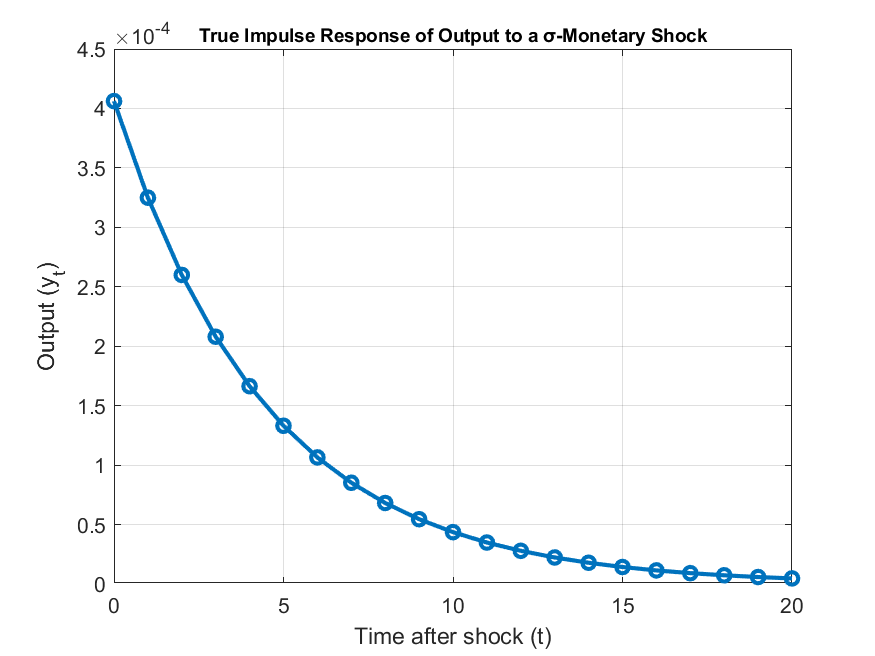 ×10-4
True Impulse Response of Output to a σ-Monetary Shock
4.5
4
3.5
3
2.5
2
1.5
1
0.5
0
Output (yt)
0 5 10 15 20
Time after shock (t)